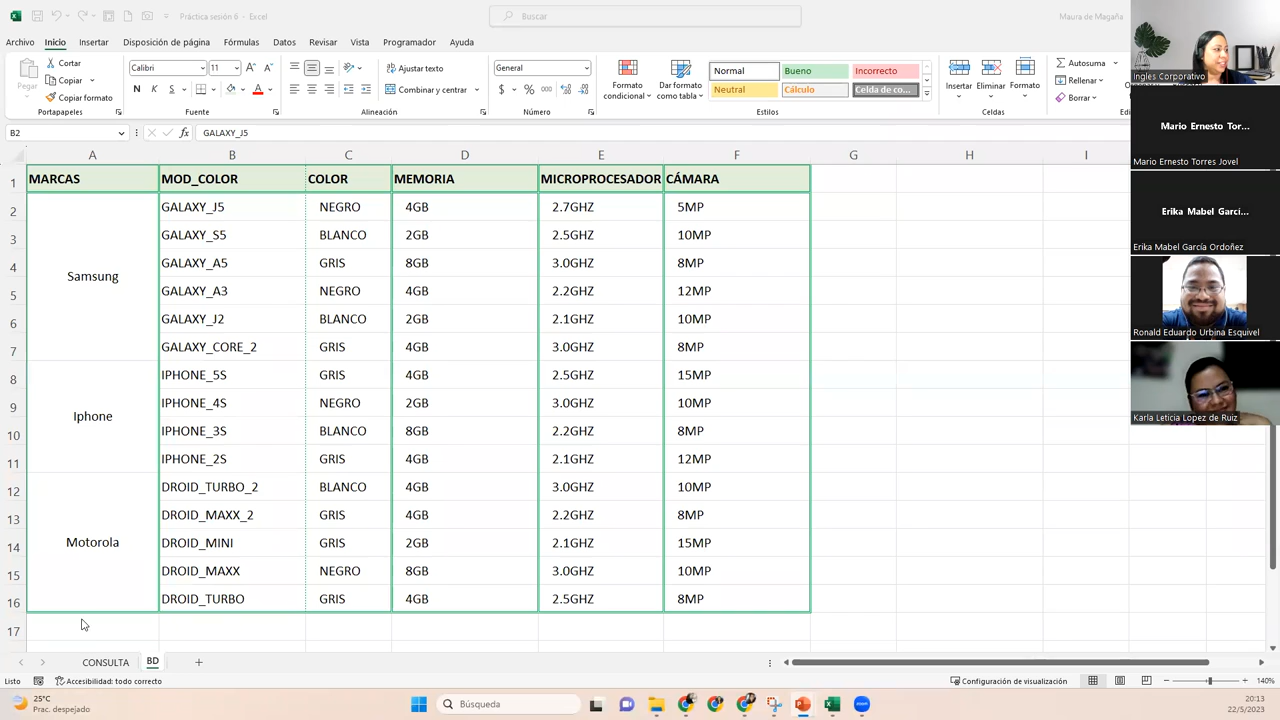 Práctica sesión 6 - Excel
Buscar
Maura de Magaña
Archivo Inicio Insertar Disposición de página Fórmulas Datos Revisar Vista Programador Ayuda
Pegar
Cortar
Copiar
Copiar formato
Portapapeles
Calibri 11
N K S
Fuente
Ajustar texto
Combinar y centrar
Alineación
General
Número
Formato condicional
Dar formato como tabla
Normal Bueno Incorrecto
Neutral Cálculo Celda de co...
Estilos
Insertar Eliminar Formato
Celdas
Autosuma
Rellenar
Borrar
B2 fx GALAXY_J5
A B C D E F G H I
1 MARCAS MOD_COLOR COLOR MEMORIA MICROPROCESADOR CÁMARA
2 GALAXY_J5 NEGRO 4GB 2.7GHZ 5MP
3 GALAXY_S5 BLANCO 2GB 2.5GHZ 10MP
4 GALAXY_A5 GRIS 8GB 3.0GHZ 8MP
Samsung
5 GALAXY_A3 NEGRO 4GB 2.2GHZ 12MP
6 GALAXY_J2 BLANCO 2GB 2.1GHZ 10MP
7 GALAXY_CORE_2 GRIS 4GB 3.0GHZ 8MP
8 IPHONE_5S GRIS 4GB 2.5GHZ 15MP
9 IPHONE_4S NEGRO 2GB 3.0GHZ 10MP
Iphone
10 IPHONE_3S BLANCO 8GB 2.2GHZ 8MP
11 IPHONE_2S GRIS 4GB 2.1GHZ 12MP
12 DROID_TURBO_2 BLANCO 4GB 3.0GHZ 10MP
13 DROID_MAXX_2 GRIS 4GB 2.2GHZ 8MP
14 Motorola DROID_MINI GRIS 2GB 2.1GHZ 15MP
15 DROID_MAXX NEGRO 8GB 3.0GHZ 10MP
16 DROID_TURBO GRIS 4GB 2.5GHZ 8MP
17
CONSULTA BD
Listo Accesibilidad: todo correcto Configuración de visualización 140%
25°C
Prac. despejado
Búsqueda
zoom
20:13
22/5/2023
Ingles Corporativo
Mario Ernesto Tor...
Mario Ernesto Torres Jovel
Erika Mabel Garcí...
Erika Mabel García Ordoñez
Ronald Eduardo Urbina Esquivel
Karla Leticia Lopez de Ruiz